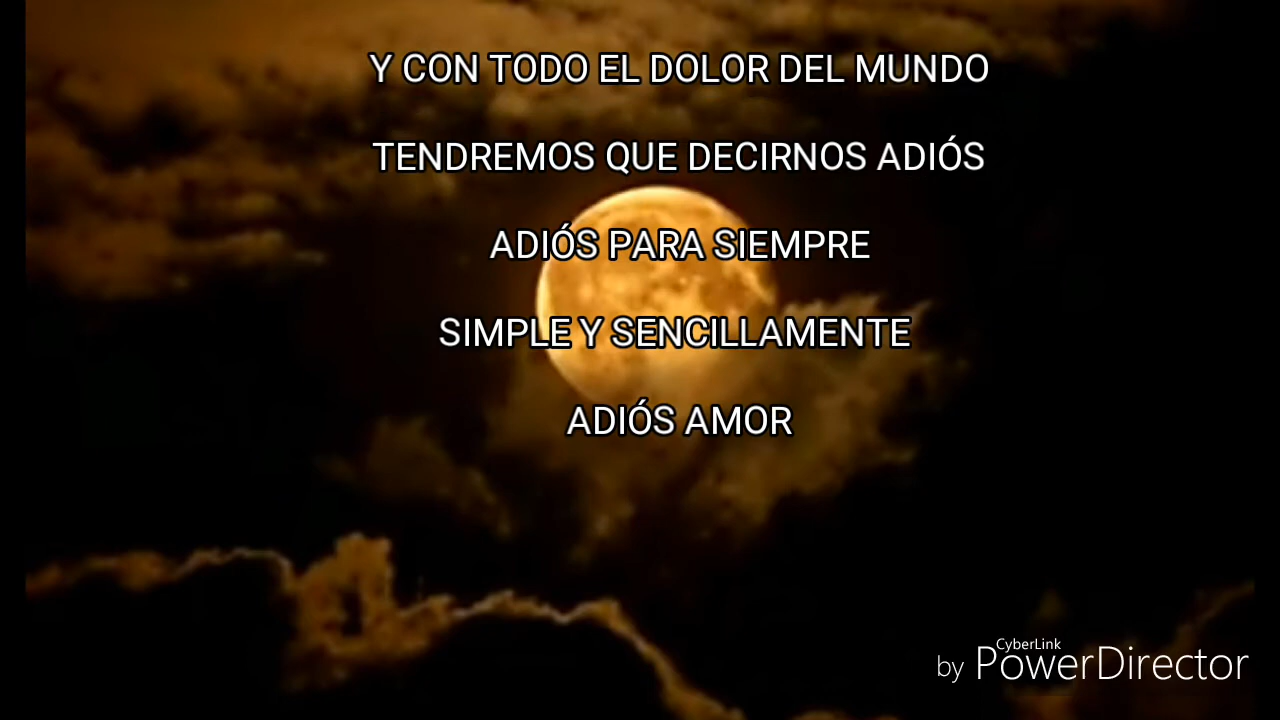 Y CON TODO EL DOLOR DEL MUNDO
TENDREMOS QUE DECIRNOS ADIÓS
ADIÓS PARA SIEMPRE
SIMPLE Y SENCILLAMENTE
ADIÓS AMOR
CyberLink
by PowerDirector